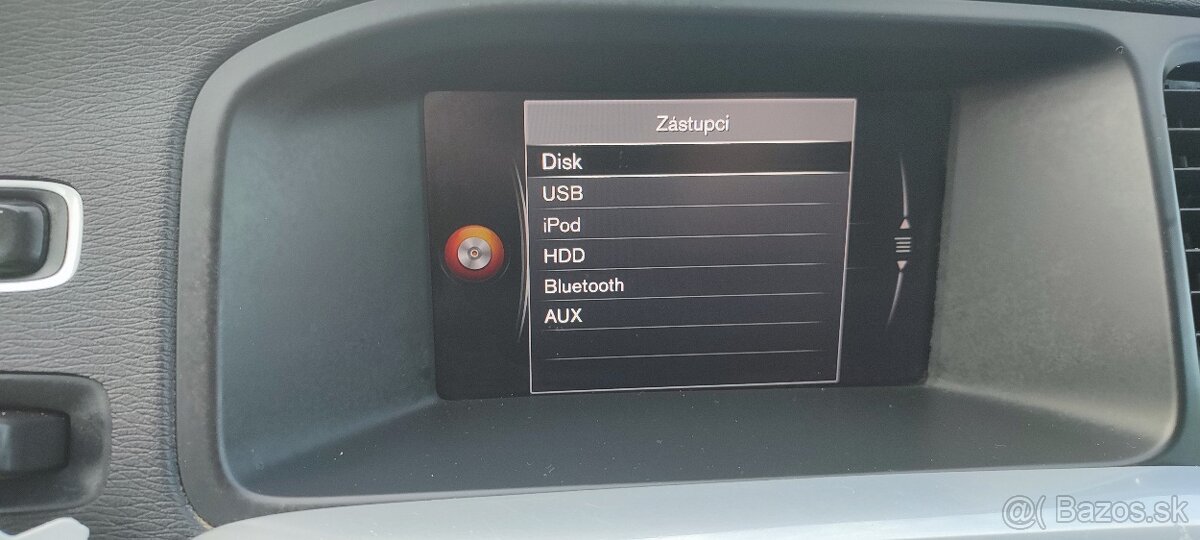 Zástupci
Disk
USB
iPod
HDD
Bluetooth
AUX
@( Bazos.sk